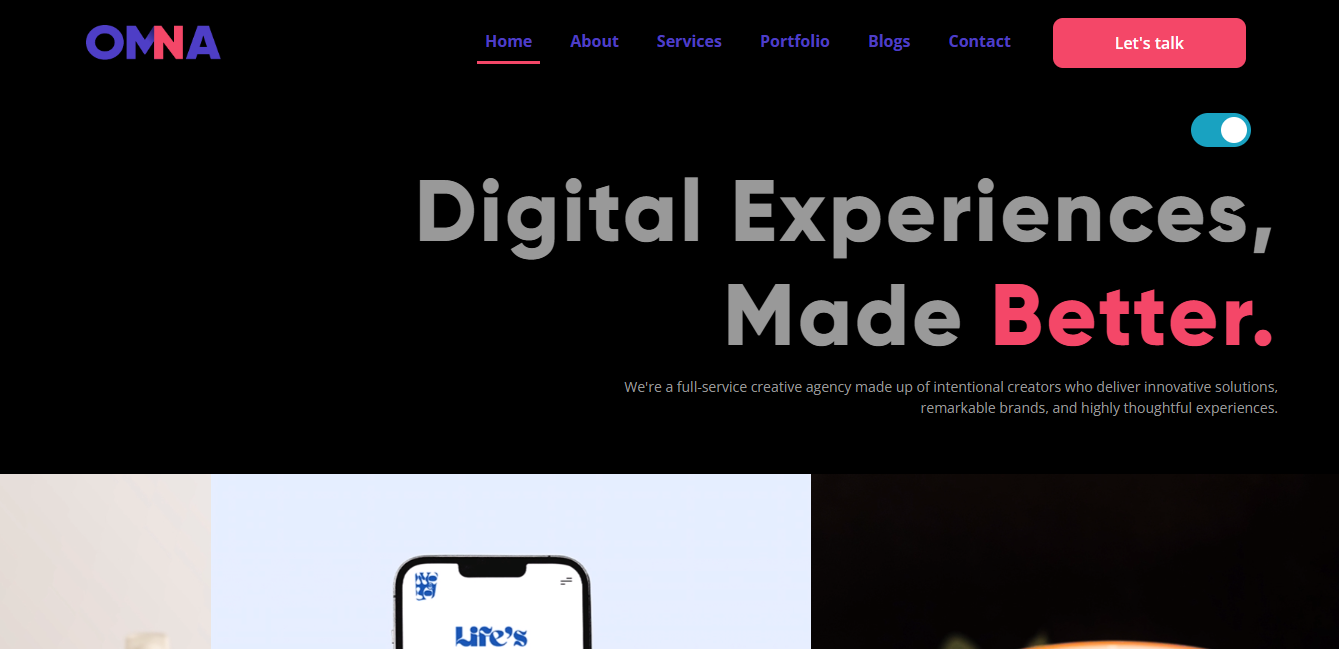 OMNA
Home About Services Portfolio Blogs Contact Let's talk
Digital Experiences,
Made Better.
We're a full-service creative agency made up of intentional creators who deliver innovative solutions,
remarkable brands, and highly thoughtful experiences.
Life's